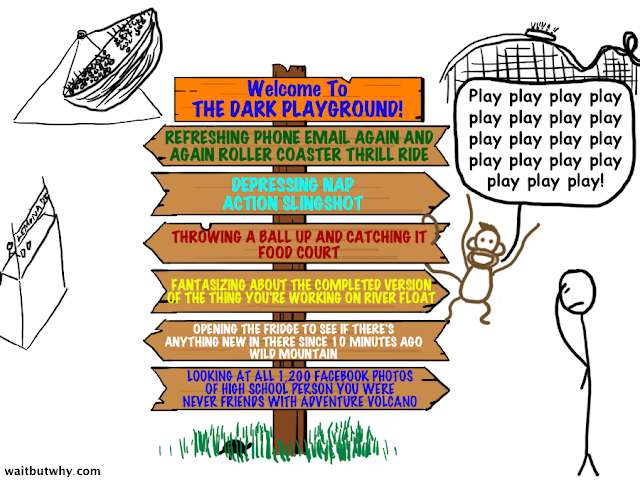 Welcome To
THE DARK PLAYGROUND!
REFRESHING PHONE EMAIL AGAIN AND
AGAIN ROLLER COASTER THRILL RIDE
DEPRESSING NAP
ACTION SLINGSHOT
THROWING A BALL UP AND CATCHING IT
FOOD COURT
FANTASIZING ABOUT THE COMPLETED VERSION
OF THE THING YOU'RE WORKING ON RIVER FLOAT
OPENING THE FRIDGE TO SEE IF THERE'S
ANYTHING NEW IN THERE SINCE 10 MINUTES AGO
WILD MOUNTAIN
LOOKING AT ALL 1,200 FACEBOOK PHOTOS
OF HIGH SCHOOL PERSON YOU WERE
NEVER FRIENDS WITH ADVENTURE VOLCANO
Play play play play
play play play play
play play play play
play play play play
play play play!
LEMONADE
waitbutwhy.com